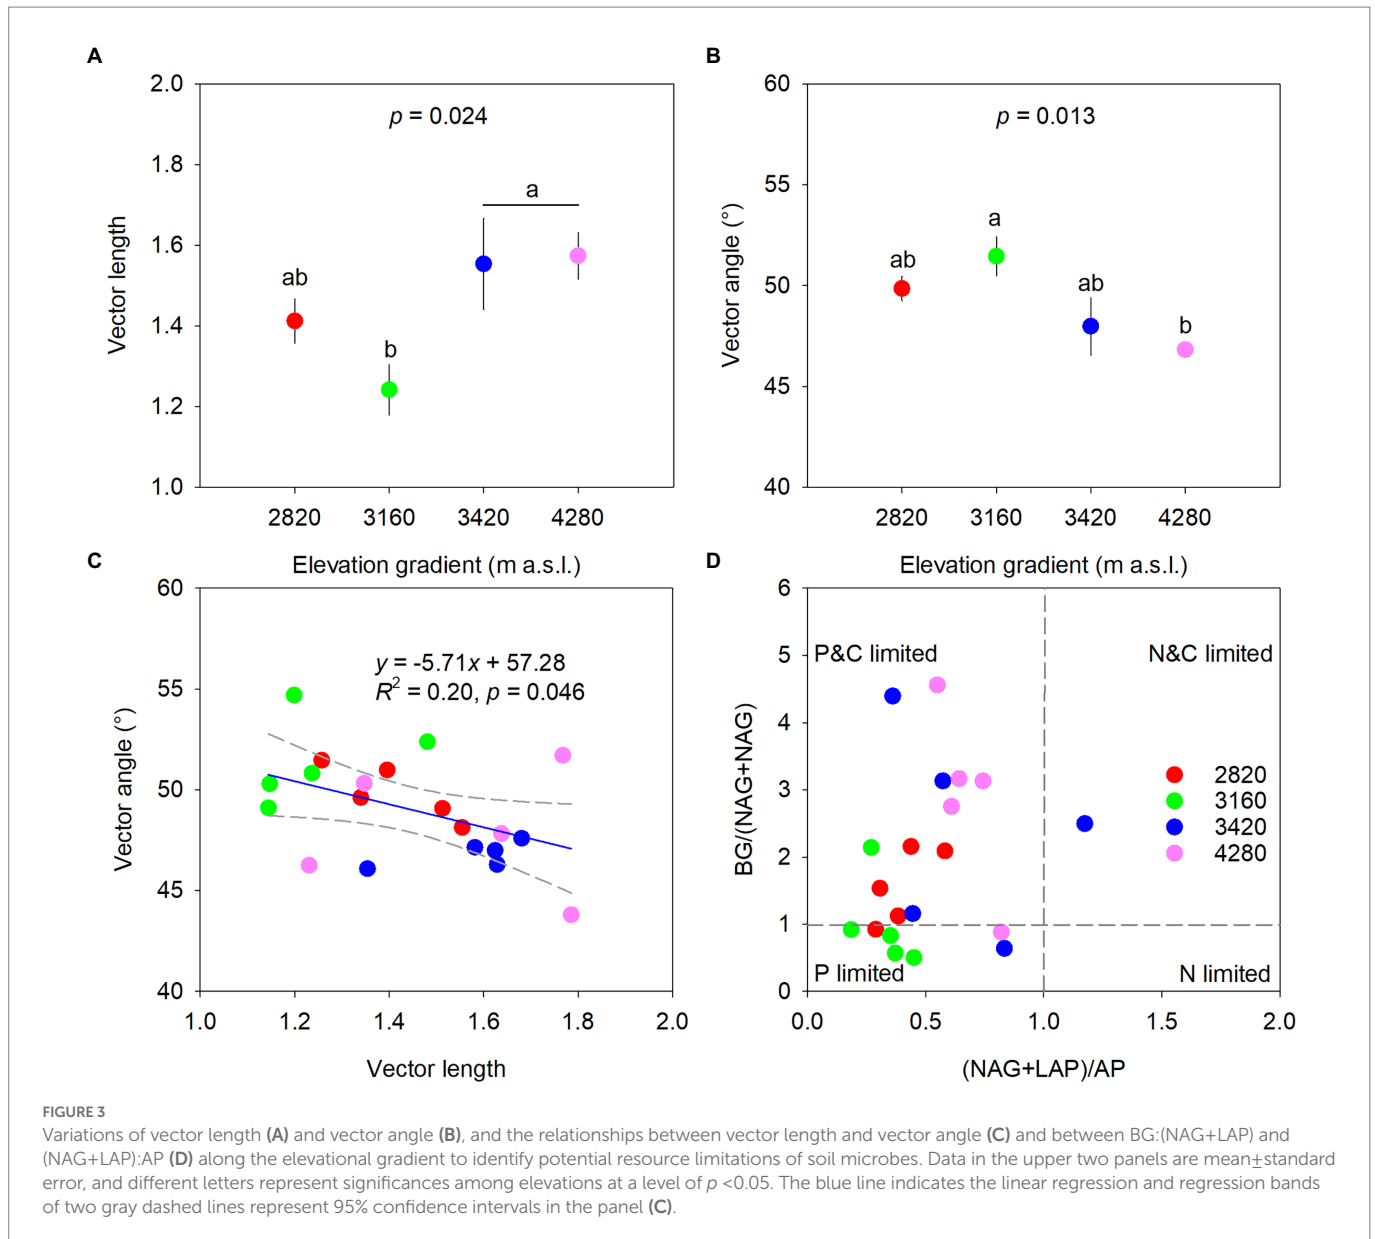 A
2.0
1.8
1.6
1.4
1.2
1.0
Vector length
p = 0.024
ab
b
a
2820 3160 3420 4280
Elevation gradient (m a.s.l.)
B
60
55
50
45
40
Vector angle (°)
p = 0.013
ab
a
ab
b
2820 3160 3420 4280
Elevation gradient (m a.s.l.)
C
60
55
50
45
40
Vector angle (°)
y = -5.71x + 57.28
R² = 0.20, p = 0.046
1.0 1.2 1.4 1.6 1.8 2.0
Vector length
D
6
5
4
3
2
1
0
BG/(NAG+NAG)
P&C limited N&C limited
2820
3160
3420
4280
P limited N limited
0.0 0.5 1.0 1.5 2.0
(NAG+LAP)/AP
FIGURE 3
Variations of vector length (A) and vector angle (B), and the relationships between vector length and vector angle (C) and between BG:(NAG+LAP) and
(NAG+LAP):AP (D) along the elevational gradient to identify potential resource limitations of soil microbes. Data in the upper two panels are mean±standard
error, and different letters represent significances among elevations at a level of p <0.05. The blue line indicates the linear regression and regression bands
of two gray dashed lines represent 95% confidence intervals in the panel (C).